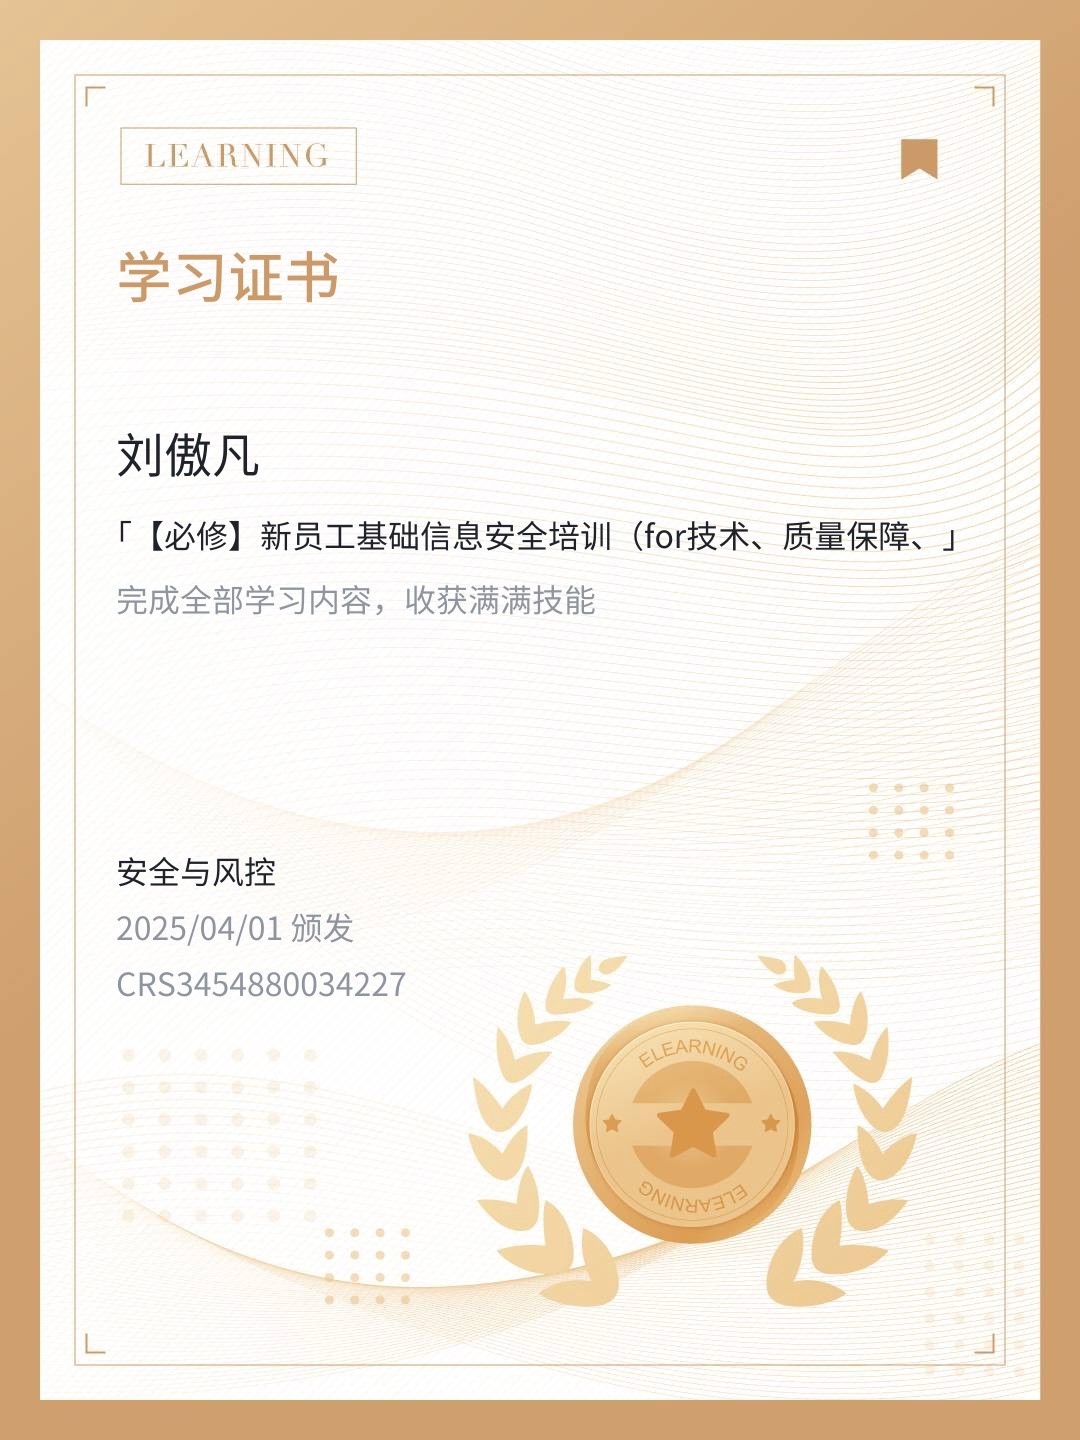 LEARNING
学习证书
刘傲凡
「【必修】新员工基础信息安全培训（for技术、质量保障、」
完成全部学习内容，收获满满技能
安全与风控
2025/04/01 颁发
CRS3454880034227
ELEARNING
ELEARNING